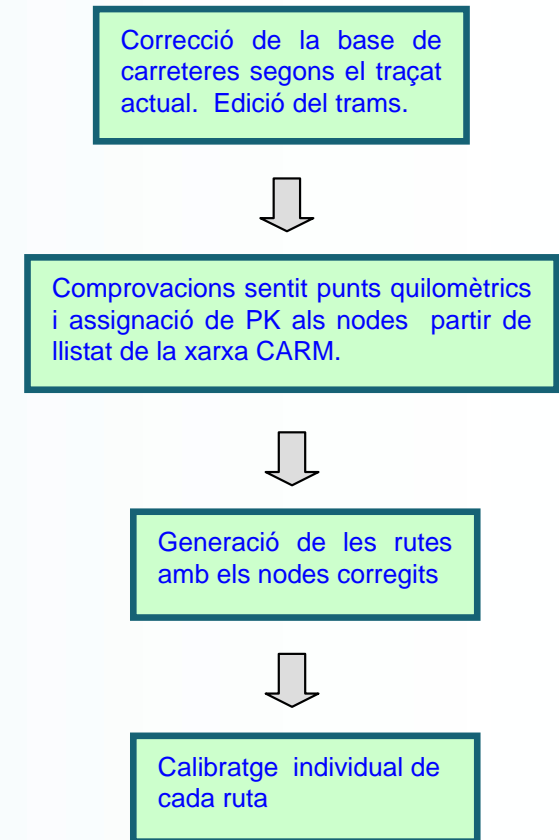 Correcció de la base de
carreteres segons el traçat
actual. Edició del trams.
Comprovacions sentit punts quilomètrics
i assignació de PK als nodes partir de
llistat de la xarxa CARM.
Generació de les rutes
amb els nodes corregits
Calibratge individual de
cada ruta